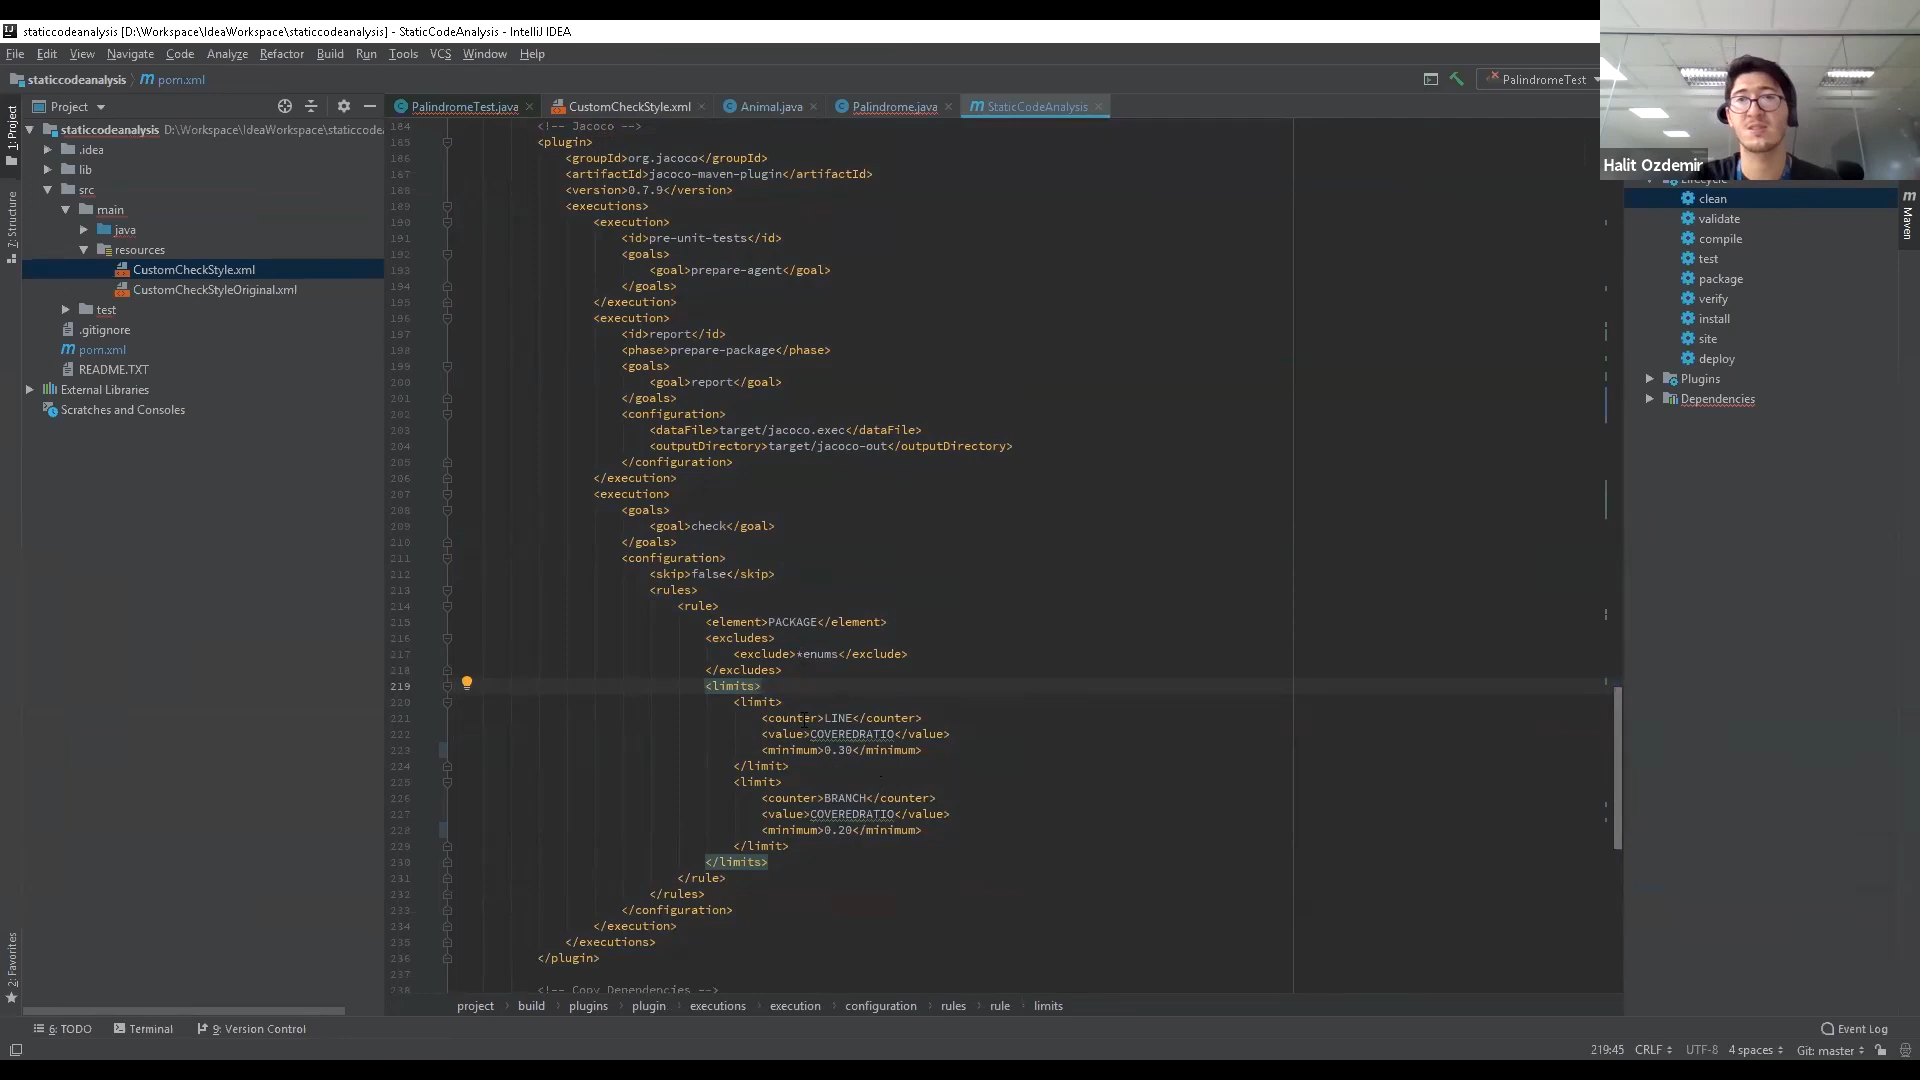 staticcodeanalysis [D:\Workspace\IdeaWorkspace\staticcodeanalysis] - StaticCodeAnalysis - IntelliJ IDEA
File Edit View Navigate Code Analyze Refactor Build Run Tools VCS Window Help
staticcodeanalysis pom.xml PalindromeTest
Halit Ozdemir
1: Project
7: Structure
2: Favorites
Maven
Project
staticcodeanalysis D:\Workspace\IdeaWorkspace\staticcode
.idea
lib
src
main
java
resources
CustomCheckStyle.xml
CustomCheckStyleOriginal.xml
test
.gitignore
pom.xml
README.TXT
External Libraries
Scratches and Consoles
PalindromeTest.java CustomCheckStyle.xml Animal.java Palindrome.java StaticCodeAnalysis
184 <!-- Jacoco -->
185 <plugin>
186 <groupId>org.jacoco</groupId>
187 <artifactId>jacoco-maven-plugin</artifactId>
188 <version>0.7.9</version>
189 <executions>
190 <execution>
191 <id>pre-unit-tests</id>
192 <goals>
193 <goal>prepare-agent</goal>
194 </goals>
195 </execution>
196 <execution>
197 <id>report</id>
198 <phase>prepare-package</phase>
199 <goals>
200 <goal>report</goal>
201 </goals>
202 <configuration>
203 <dataFile>target/jacoco.exec</dataFile>
204 <outputDirectory>target/jacoco-out</outputDirectory>
205 </configuration>
206 </execution>
207 <execution>
208 <goals>
209 <goal>check</goal>
210 </goals>
211 <configuration>
212 <skip>false</skip>
213 <rules>
214 <rule>
215 <element>PACKAGE</element>
216 <excludes>
217 <exclude>*enums</exclude>
218 </excludes>
219 <limits>
220 <limit>
221 <counter>LINE</counter>
222 <value>COVEREDRATIO</value>
223 <minimum>0.30</minimum>
224 </limit>
225 <limit>
226 <counter>BRANCH</counter>
227 <value>COVEREDRATIO</value>
228 <minimum>0.20</minimum>
229 </limit>
230 </limits>
231 </rule>
232 </rules>
233 </configuration>
234 </execution>
235 </executions>
236 </plugin>
237
238 <!-- Copy Dependencies -->
project build plugins plugin executions execution configuration rules rule limits
Lifecycle
clean
validate
compile
test
package
verify
install
site
deploy
Plugins
Dependencies
6: TODO Terminal 9: Version Control Event Log
219:45 CRLF UTF-8 4 spaces Git: master